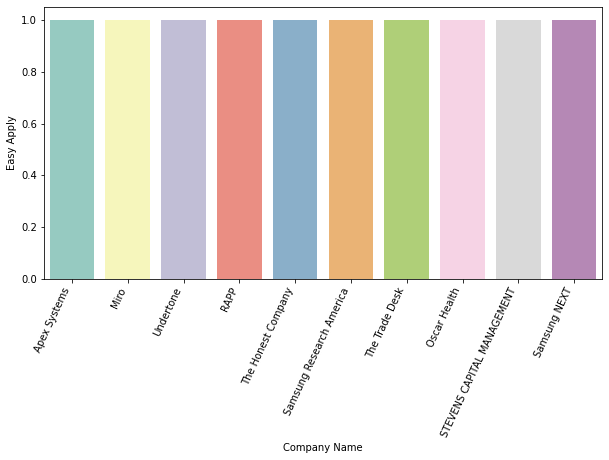 1.0
0.8
0.6
0.4
0.2
0.0
Easy Apply
Apex Systems
Miro
Undertone
RAPP
The Honest Company
Samsung Research America
The Trade Desk
Oscar Health
STEVENS CAPITAL MANAGEMENT
Samsung NEXT
Company Name